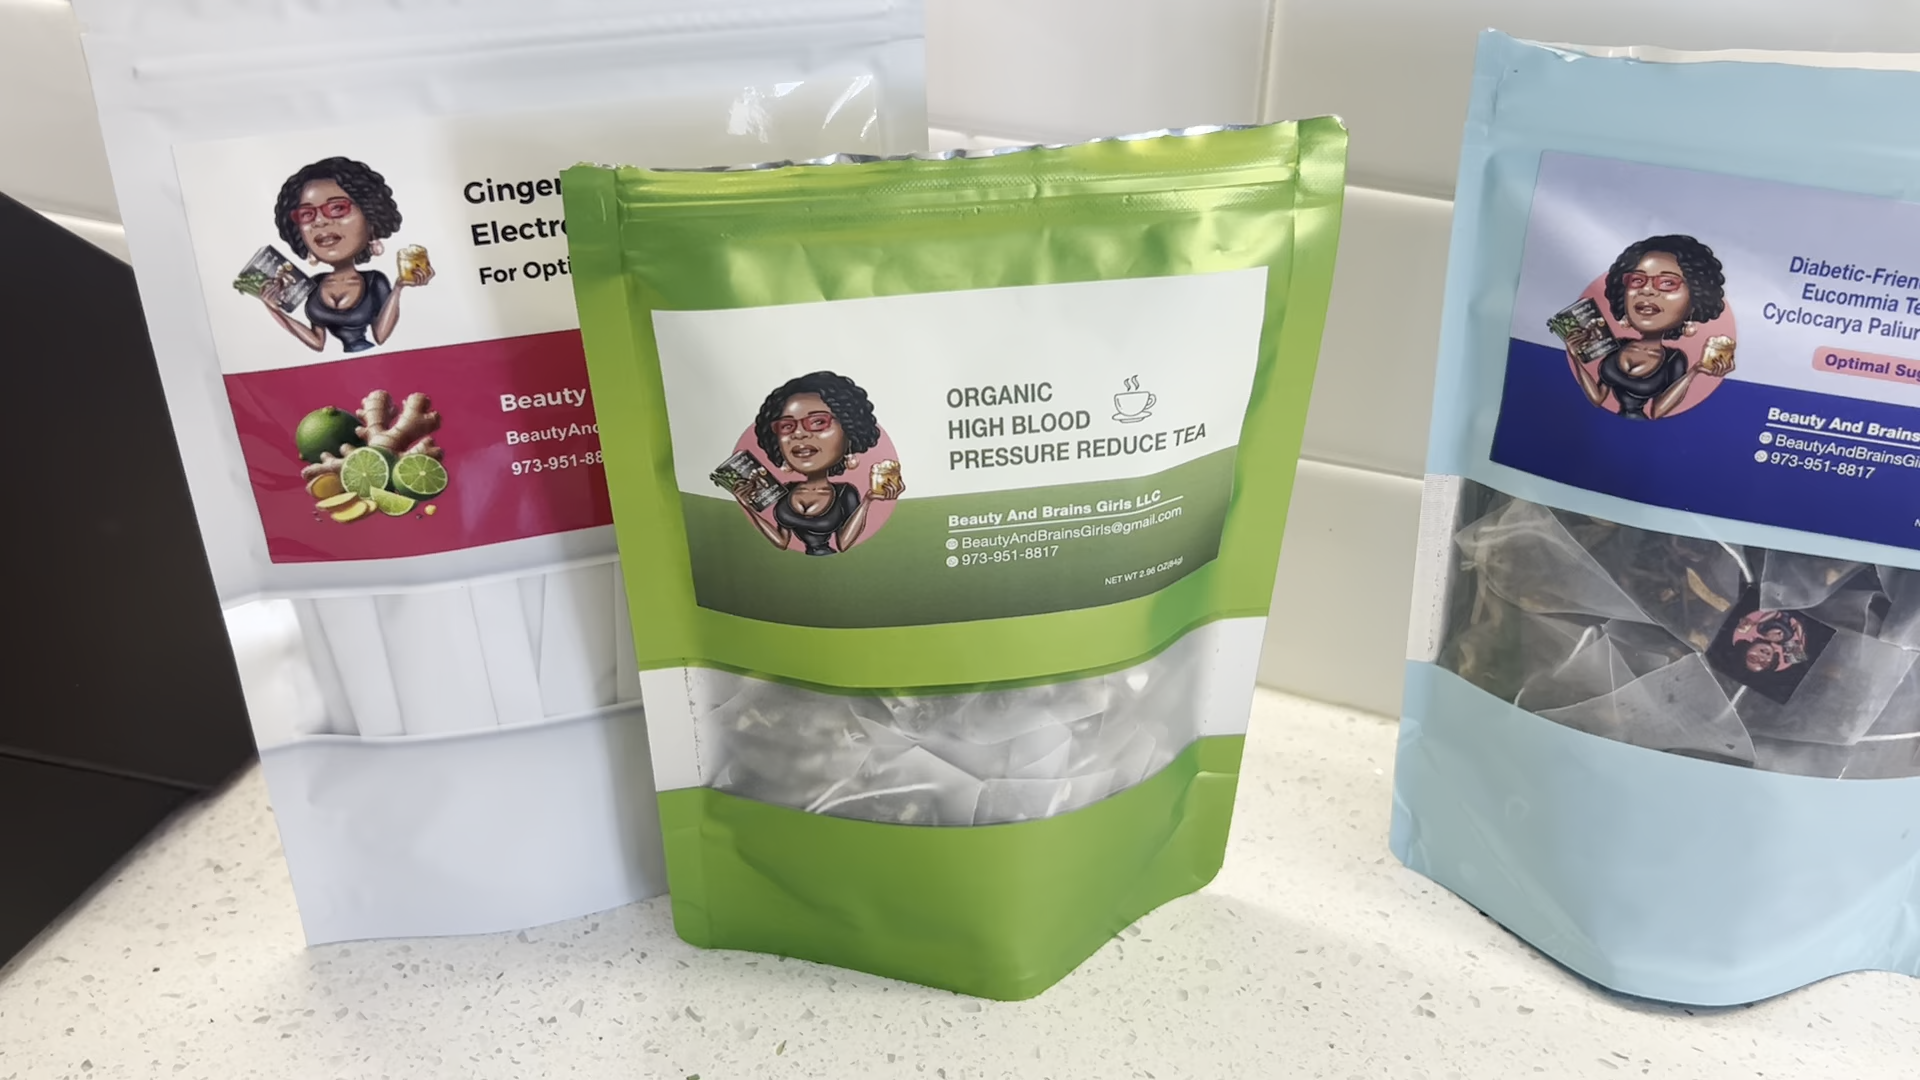 Ginger
Electro
For Opti
Beauty
BeautyAnd
973-951-88
ORGANIC
HIGH BLOOD
PRESSURE REDUCE TEA
Beauty And Brains Girls LLC
BeautyAndBrainsGirls@gmail.com
973-951-8817
NET WT 2.96 OZ(84g)
Diabetic-Frien
Eucommia Te
Cyclocarya Paliur
Optimal Sug
Beauty And Brains
BeautyAndBrainsGi
973-951-8817